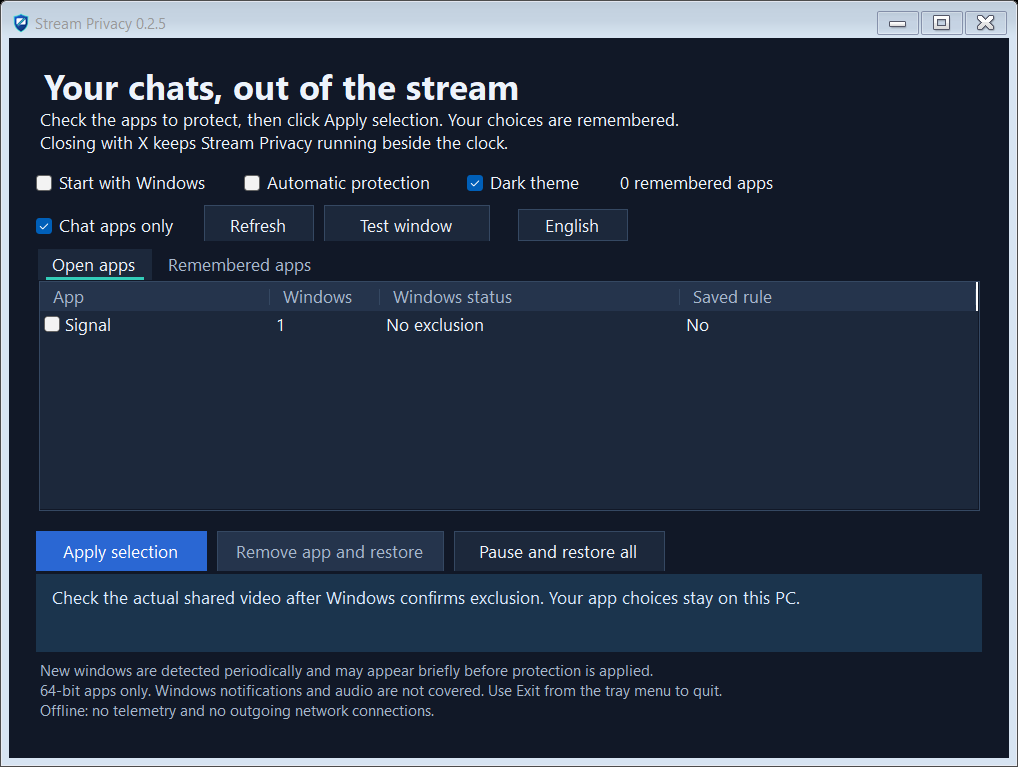 Stream Privacy 0.2.5
Your chats, out of the stream
Check the apps to protect, then click Apply selection. Your choices are remembered.
Closing with X keeps Stream Privacy running beside the clock.
Start with Windows Automatic protection Dark theme 0 remembered apps
Chat apps only Refresh Test window English
Open apps Remembered apps
App Windows Windows status Saved rule
Signal 1 No exclusion No
Apply selection Remove app and restore Pause and restore all
Check the actual shared video after Windows confirms exclusion. Your app choices stay on this PC.
New windows are detected periodically and may appear briefly before protection is applied.
64-bit apps only. Windows notifications and audio are not covered. Use Exit from the tray menu to quit.
Offline: no telemetry and no outgoing network connections.